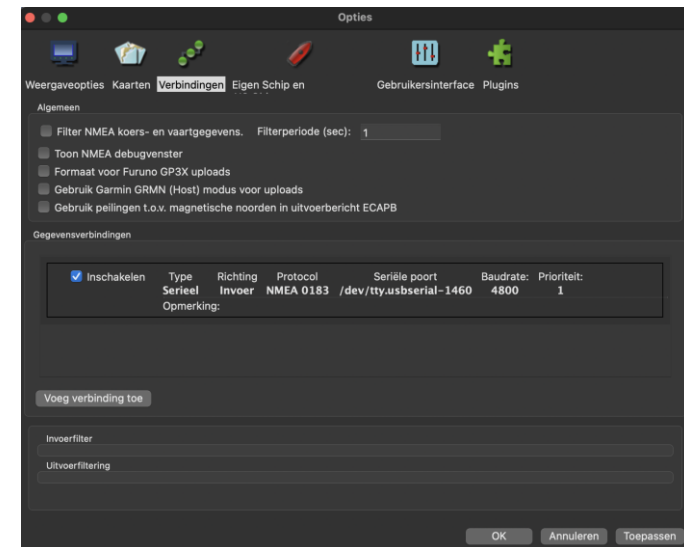 Opties
Weergaveopties Kaarten Verbindingen Eigen Schip en Gebruikersinterface Plugins
Algemeen
Filter NMEA koers- en vaartgegevens. Filterperiode (sec): 1
Toon NMEA debugvenster
Formaat voor Furuno GP3X uploads
Gebruik Garmin GRMN (Host) modus voor uploads
Gebruik peilingen t.o.v. magnetische noorden in uitvoerbericht ECAPB
Gegevensverbindingen
Inschakelen Type Richting Protocol Seriële poort Baudrate: Prioriteit:
Serieel Invoer NMEA 0183 /dev/tty.usbserial-1460 4800 1
Opmerking:
Voeg verbinding toe
Invoerfilter
Uitvoerfiltering
OK Annuleren Toepassen